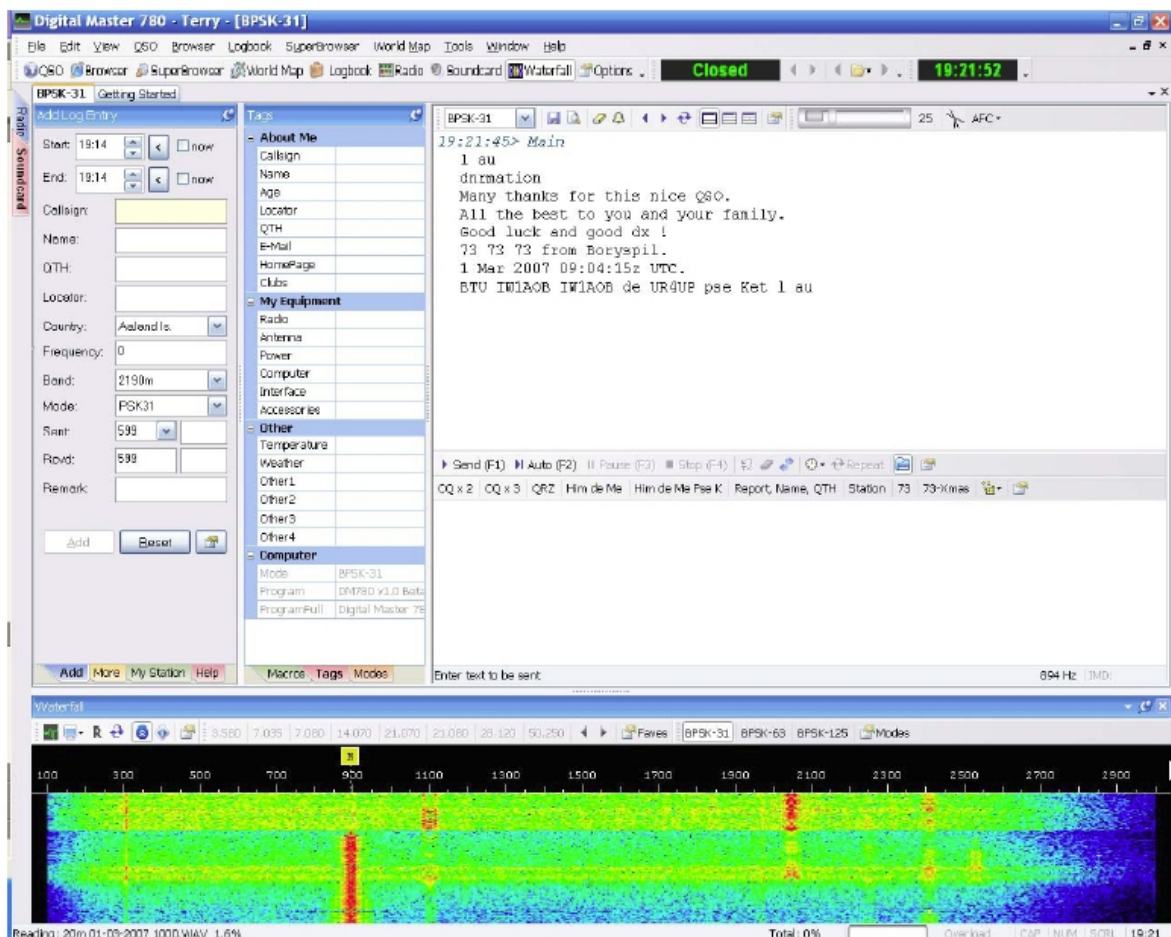 Digital Master 780 - Terry - [BPSK-31]
File Edit View QSO Browser Logbook SuperBrowser World Map Tools Window Help
QSO Browser SuperBrowser World Map Logbook Radio Soundcard Waterfall Options Closed 19:21:52
BPSK-31 Getting Started
Radio
Soundcard
Add Log Entry
Start: 19:14 < now
End: 19:14 < now
Callsign:
Name:
QTH:
Locator:
Country: Aaland Is.
Frequency: 0
Band: 2190m
Mode: PSK31
Sent: 599
Rcvd: 599
Remark:
Add Reset
Add More My Station Help
Tags
About Me
Callsign
Name
Age
Locator
QTH
E-Mail
HomePage
Clubs
My Equipment
Radio
Antenna
Power
Computer
Interface
Accessories
Other
Temperature
Weather
Other1
Other2
Other3
Other4
Computer
Mode BPSK-31
Program DM780 v1.0 Beta
ProgramFull Digital Master 78
Macros Tags Modes
BPSK-31 25 AFC
19:21:45> Main
l au
dnrmation
Many thanks for this nice QSO.
All the best to you and your family.
Good luck and good dx !
73 73 73 from Boryspil.
1 Mar 2007 09:04:15z UTC.
BTU IW1AOB IW1AOB de UR4UP pse Ket l au
Send (F1) Auto (F2) Pause (F3) Stop (F4) Repeat
CQ x 2 CQ x 3 QRZ Him de Me Him de Me Pse K Report, Name, QTH Station 73 73-Xmas
Enter text to be sent 894 Hz IMD:
Waterfall
R 3.580 7.035 7.080 14.070 21.070 21.080 28.120 50.250 Faves BPSK-31 BPSK-63 BPSK-125 Modes
100 300 500 700 900 1100 1300 1500 1700 1900 2100 2300 2500 2700 2900
Reading: 20m 01-03-2007 1000.WAV 1.6% Total: 0% Overload CAP NUM SCRL 19:21